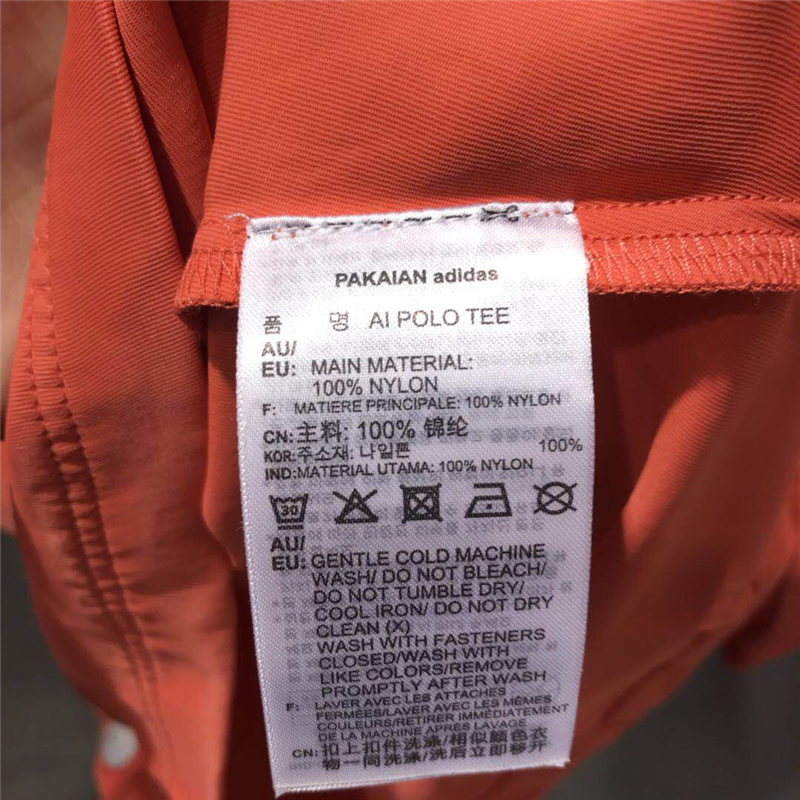 PAKAIAN adidas
품 명 AI POLO TEE
AU/
EU: MAIN MATERIAL:
100% NYLON
F: MATIERE PRINCIPALE: 100% NYLON
CN: 主料: 100% 锦纶
KOR: 주소재: 나일론 100%
IND: MATERIAL UTAMA: 100% NYLON
30
AU/
EU: GENTLE COLD MACHINE
WASH/ DO NOT BLEACH/
DO NOT TUMBLE DRY/
COOL IRON/ DO NOT DRY
CLEAN (X)
WASH WITH FASTENERS
CLOSED/WASH WITH
LIKE COLORS/REMOVE
PROMPTLY AFTER WASH
F: LAVER AVEC LES ATTACHES
FERMÉES/LAVER AVEC LES MÊMES
COULEURS/RETIRER IMMÉDIATEMENT
DE LA MACHINE APRÈS LAVAGE
CN: 扣上扣件洗涤/相似颜色衣
物一同洗涤/洗后立即移开